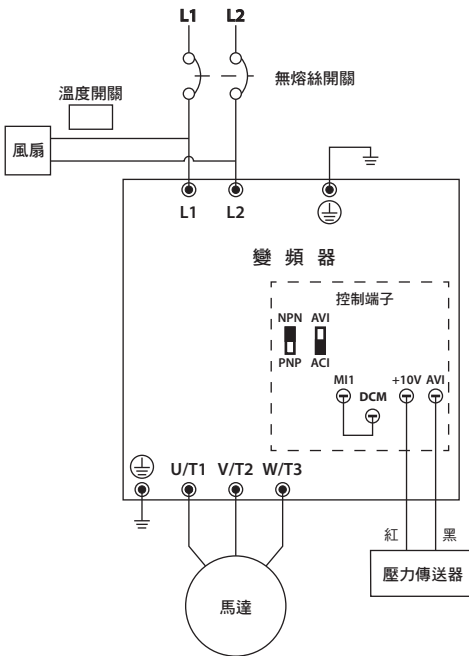 L1 L2
無熔絲開關
溫度開關
風扇
L1 L2
變頻器
控制端子
NPN AVI
PNP ACI
MI1 DCM +10V AVI
U/T1 V/T2 W/T3
紅 黑
壓力傳送器
馬達